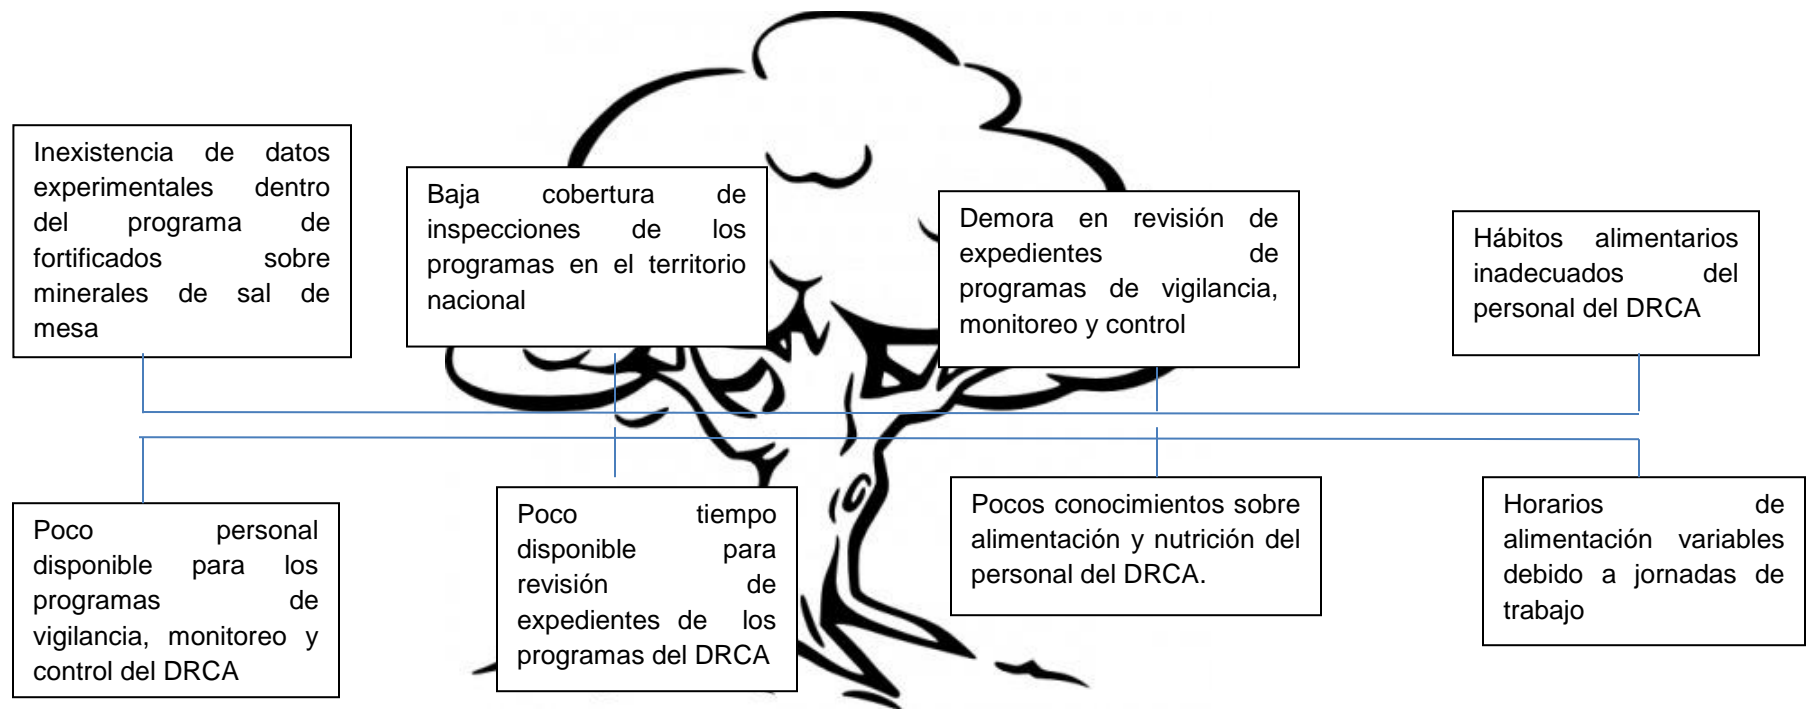 Inexistencia de datos
experimentales dentro
del programa de
fortificados sobre
minerales de sal de
mesa
Baja cobertura de
inspecciones de los
programas en el territorio
nacional
Demora en revisión de
expedientes de
programas de vigilancia,
monitoreo y control
Hábitos alimentarios
inadecuados del
personal del DRCA
Poco personal
disponible para los
programas de
vigilancia, monitoreo y
control del DRCA
Poco tiempo
disponible para
revisión de
expedientes de los
programas del DRCA
Pocos conocimientos sobre
alimentación y nutrición del
personal del DRCA.
Horarios de
alimentación variables
debido a jornadas de
trabajo